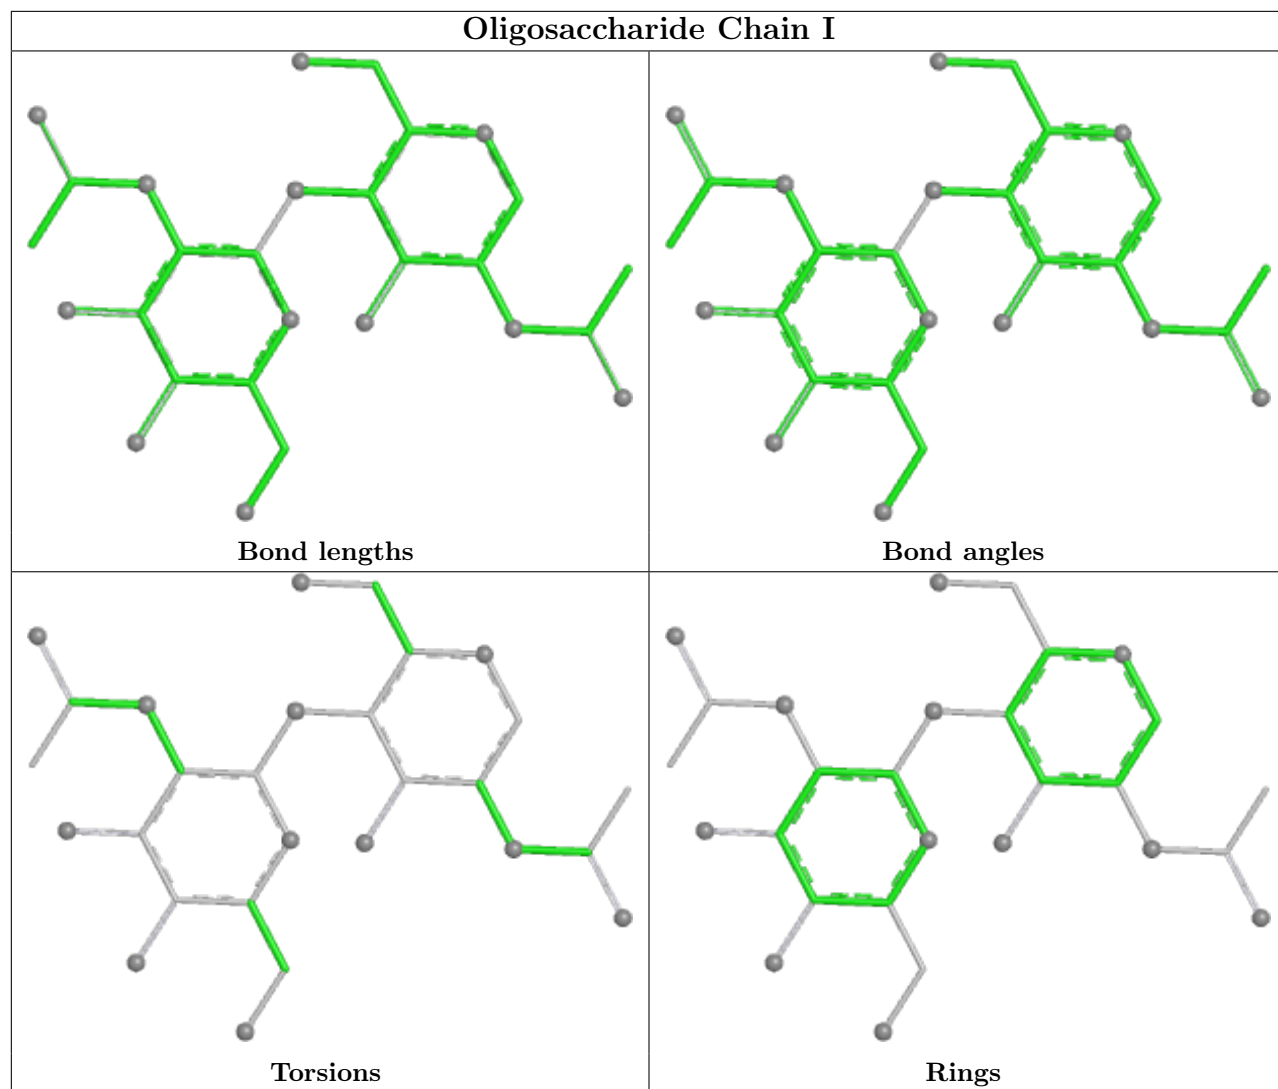 Oligosaccharide Chain I
Bond lengths
Bond angles
Torsions
Rings